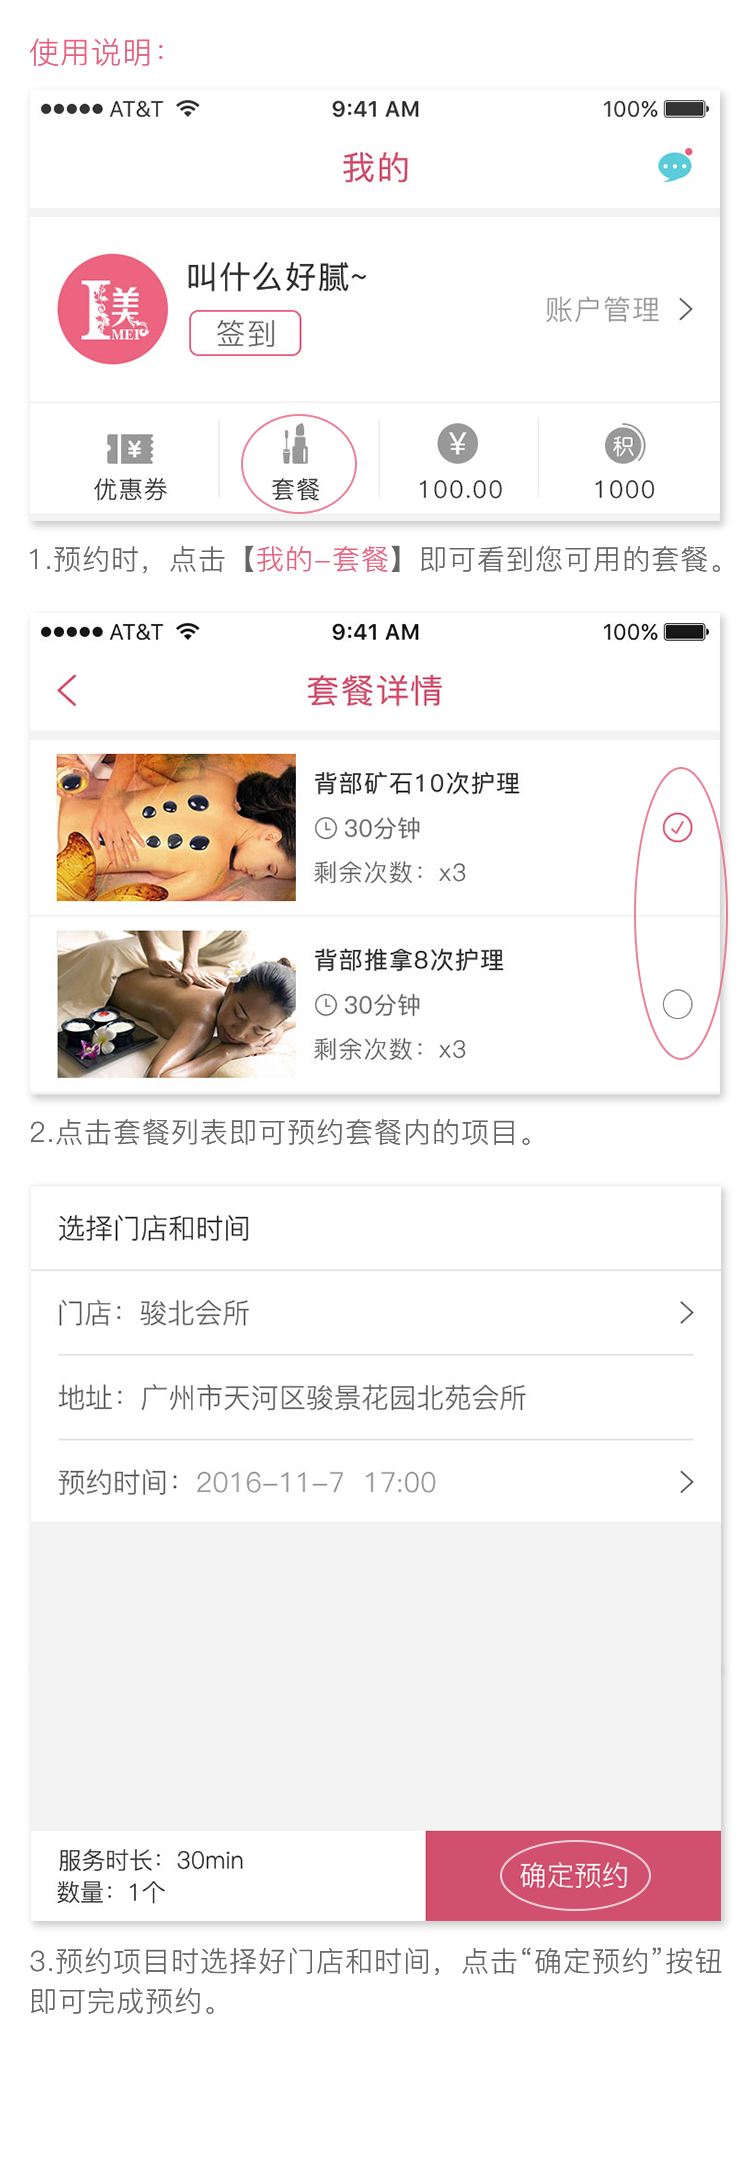 使用说明：
●●●●● AT&T 9:41 AM 100%
我的
叫什么好腻~
I美
MEI
签到
账户管理
¥ ¥ 积
优惠券 套餐 100.00 1000
1.预约时，点击【我的-套餐】即可看到您可用的套餐。
●●●●● AT&T 9:41 AM 100%
套餐详情
背部矿石10次护理
30分钟
剩余次数：x3
背部推拿8次护理
30分钟
剩余次数：x3
2.点击套餐列表即可预约套餐内的项目。
选择门店和时间
门店：骏北会所
地址：广州市天河区骏景花园北苑会所
预约时间：2016-11-7 17:00
服务时长：30min
数量：1个
确定预约
3.预约项目时选择好门店和时间，点击“确定预约”按钮
即可完成预约。